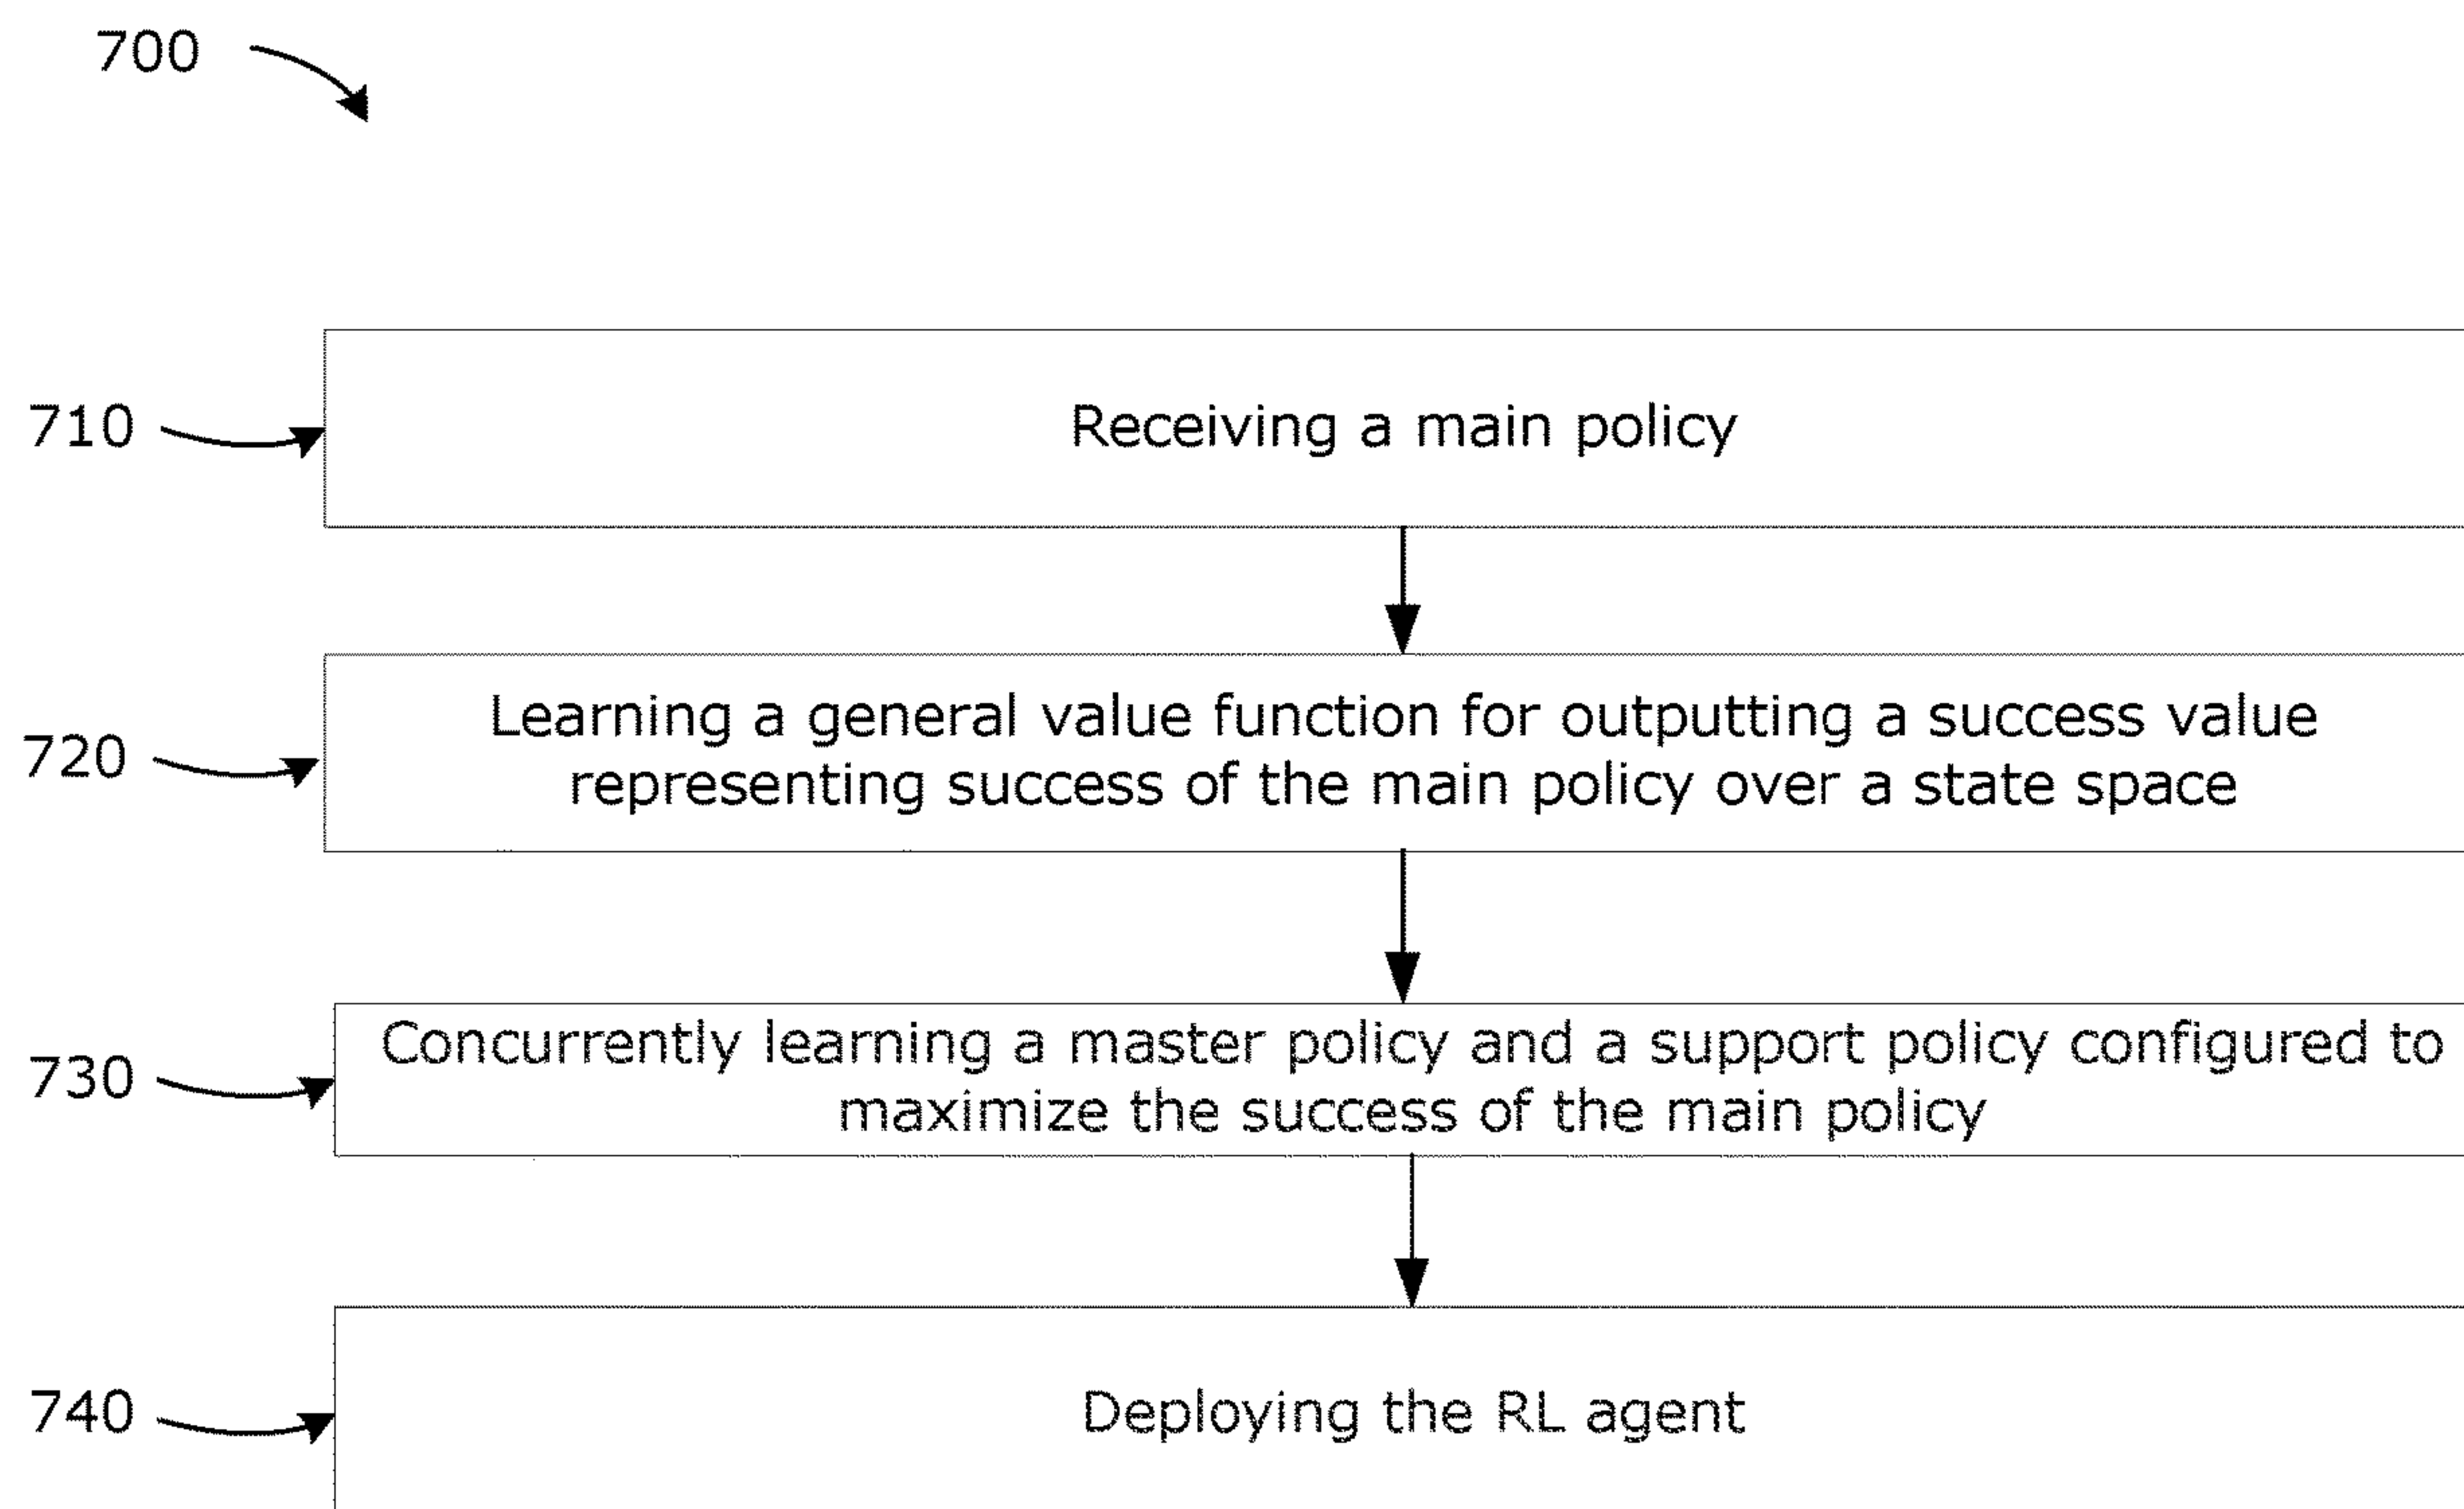 700
710
Receiving a main policy
720
Learning a general value function for outputting a success value
representing success of the main policy over a state space
730
Concurrently learning a master policy and a support policy configured to
maximize the success of the main policy
740
Deploying the RL agent